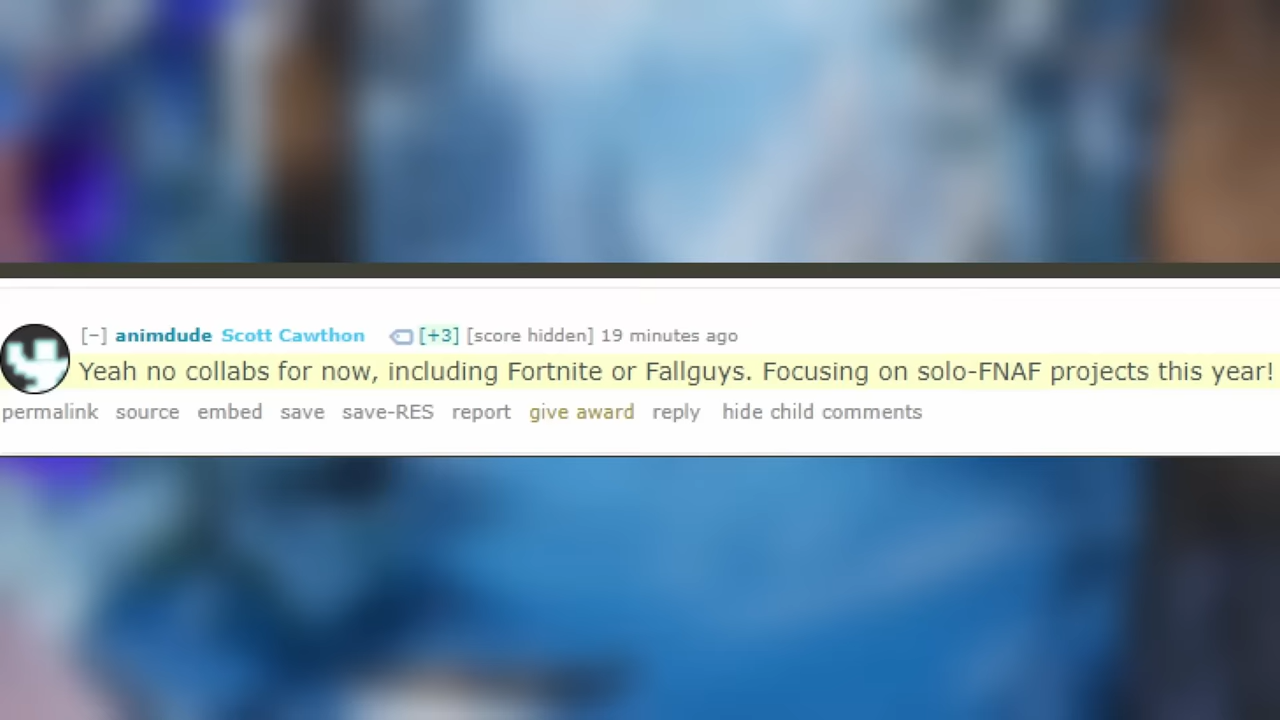 [–] animdude Scott Cawthon [+3] [score hidden] 19 minutes ago
Yeah no collabs for now, including Fortnite or Fallguys. Focusing on solo-FNAF projects this year!
permalink source embed save save-RES report give award reply hide child comments